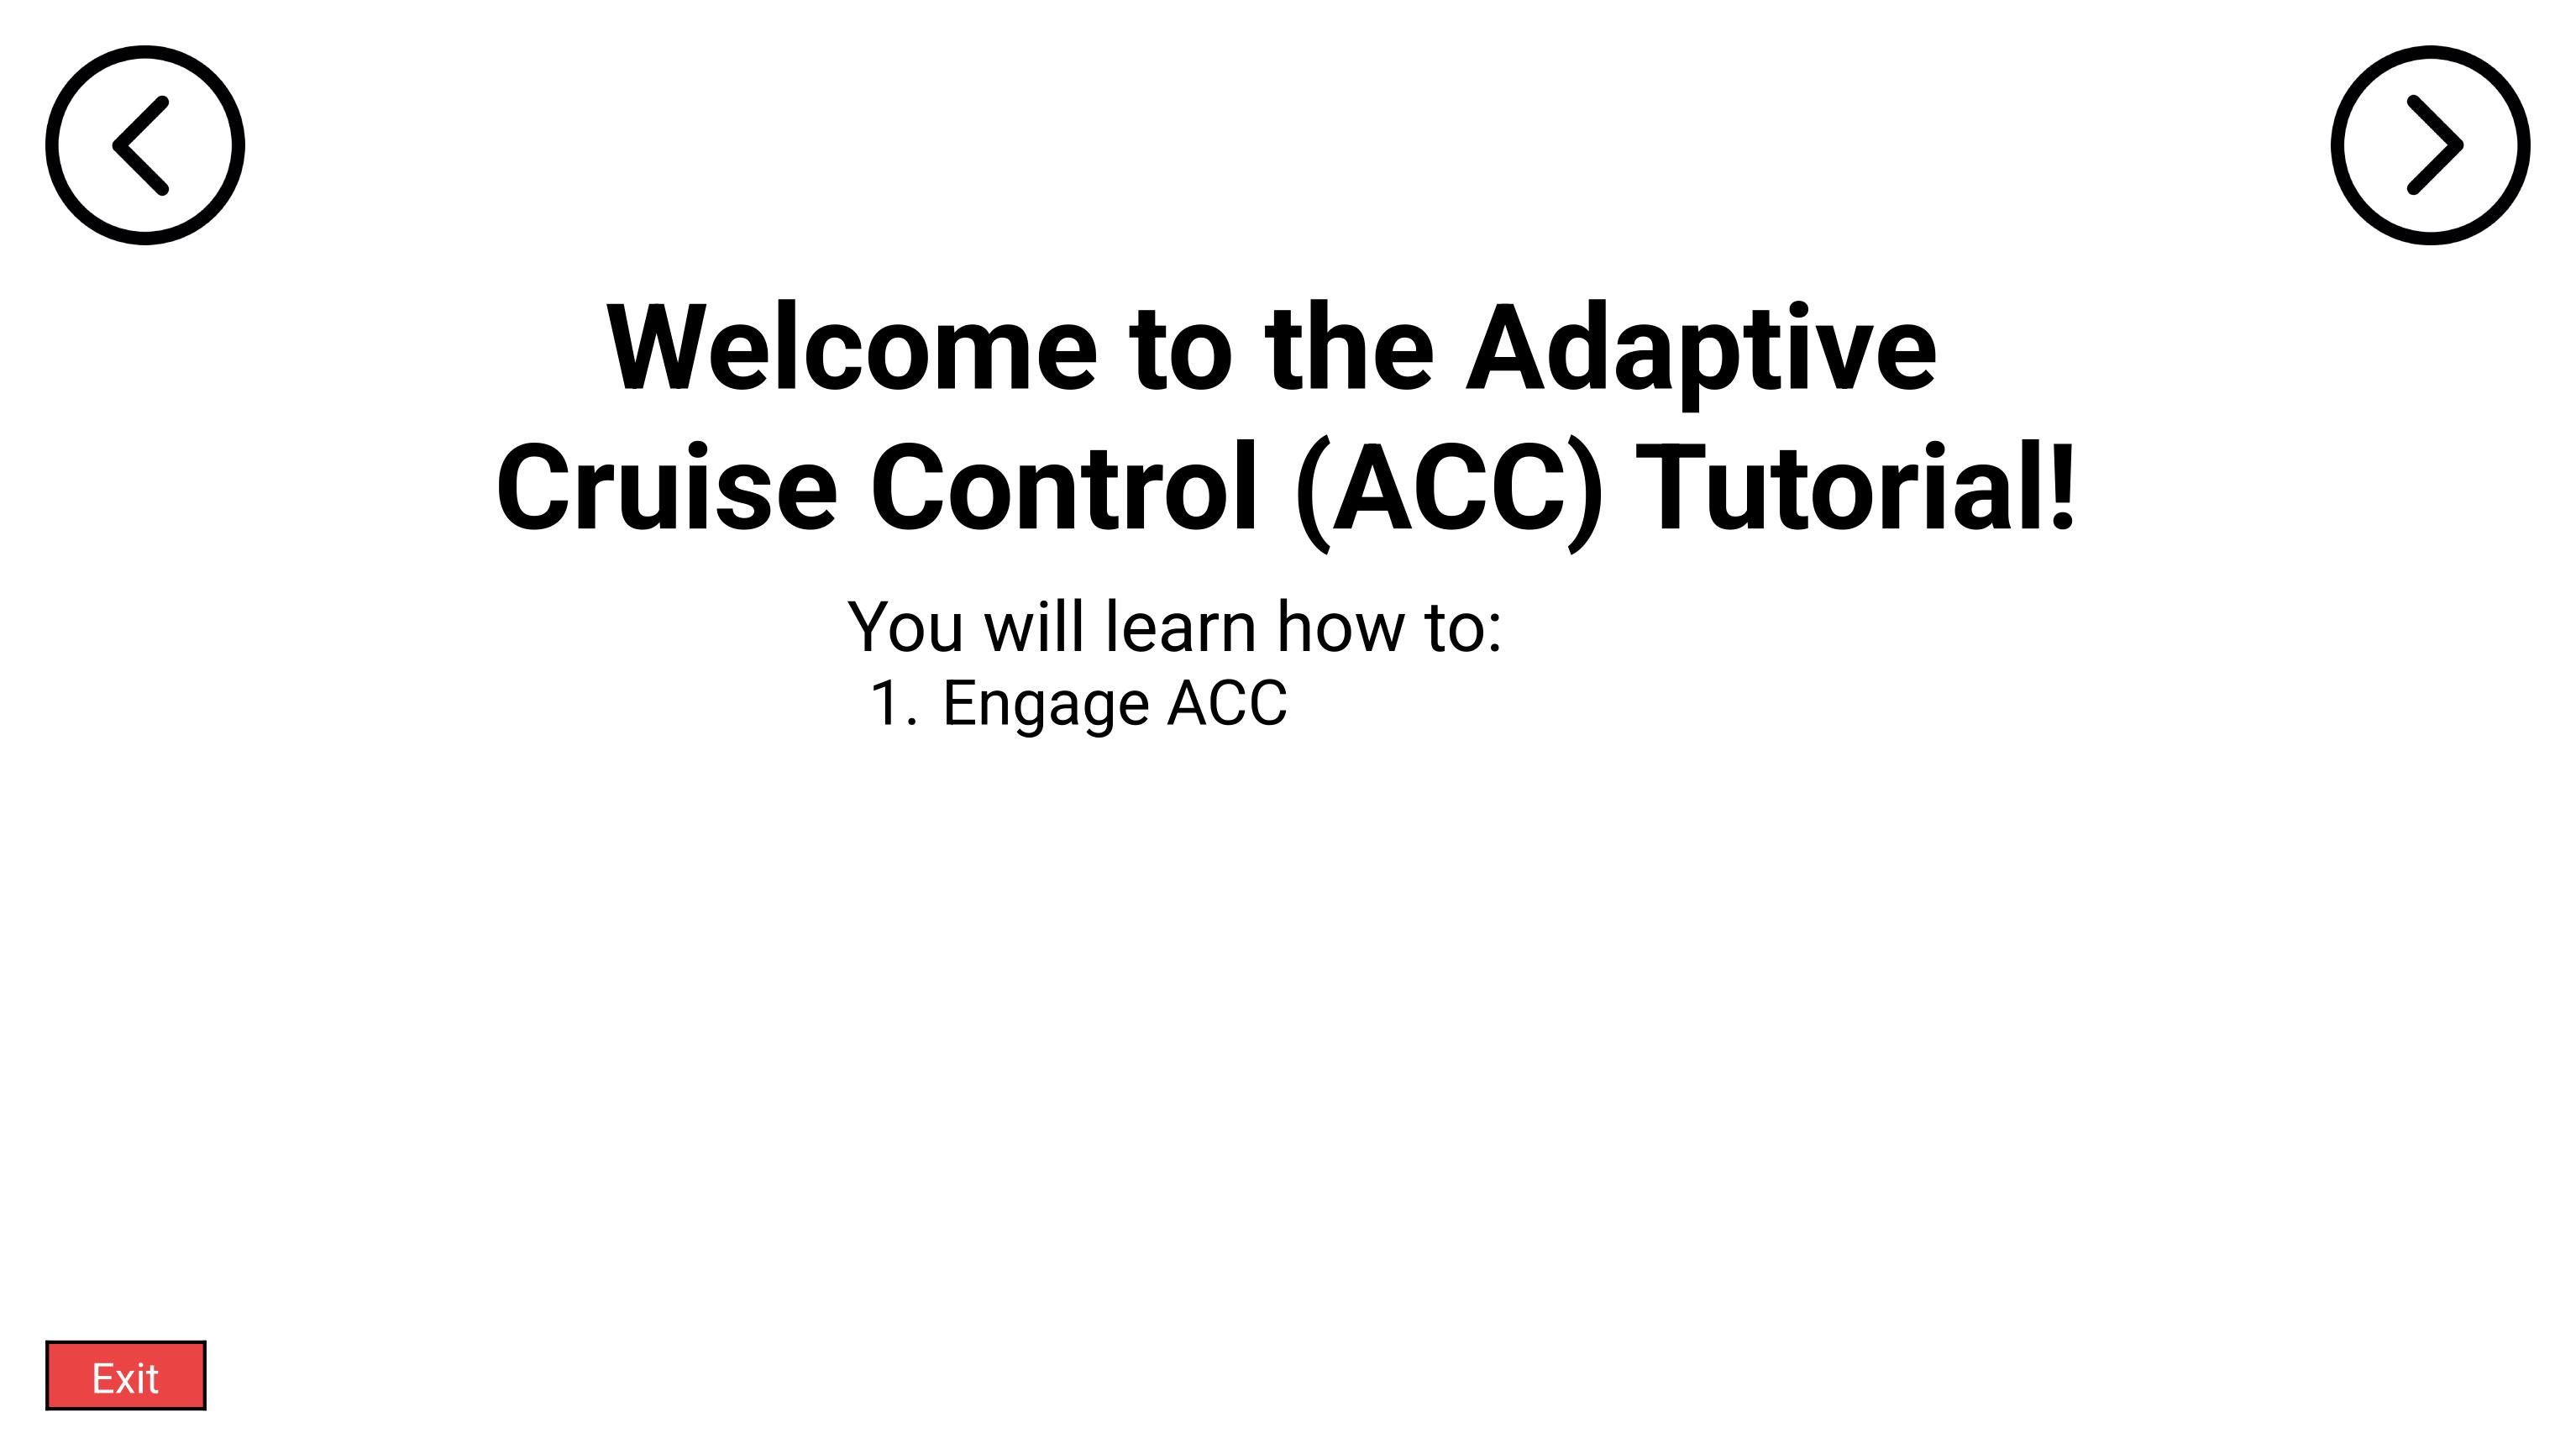 Welcome to the Adaptive
Cruise Control (ACC) Tutorial!
You will learn how to:
1. Engage ACC
Exit